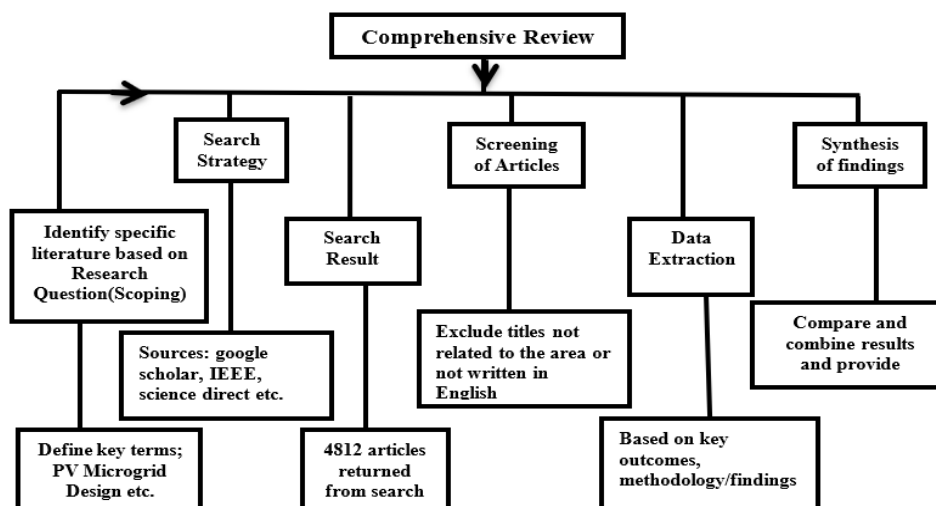 Comprehensive Review
Search
Strategy
Screening
of Articles
Synthesis
of findings
Identify specific
literature based on
Research
Question(Scoping)
Search
Result
Data
Extraction
Sources: google
scholar, IEEE,
science direct etc.
Exclude titles not
related to the area or
not written in
English
Compare and
combine results
and provide
Define key terms;
PV Microgrid
Design etc.
4812 articles
returned
from search
Based on key
outcomes,
methodology/findings